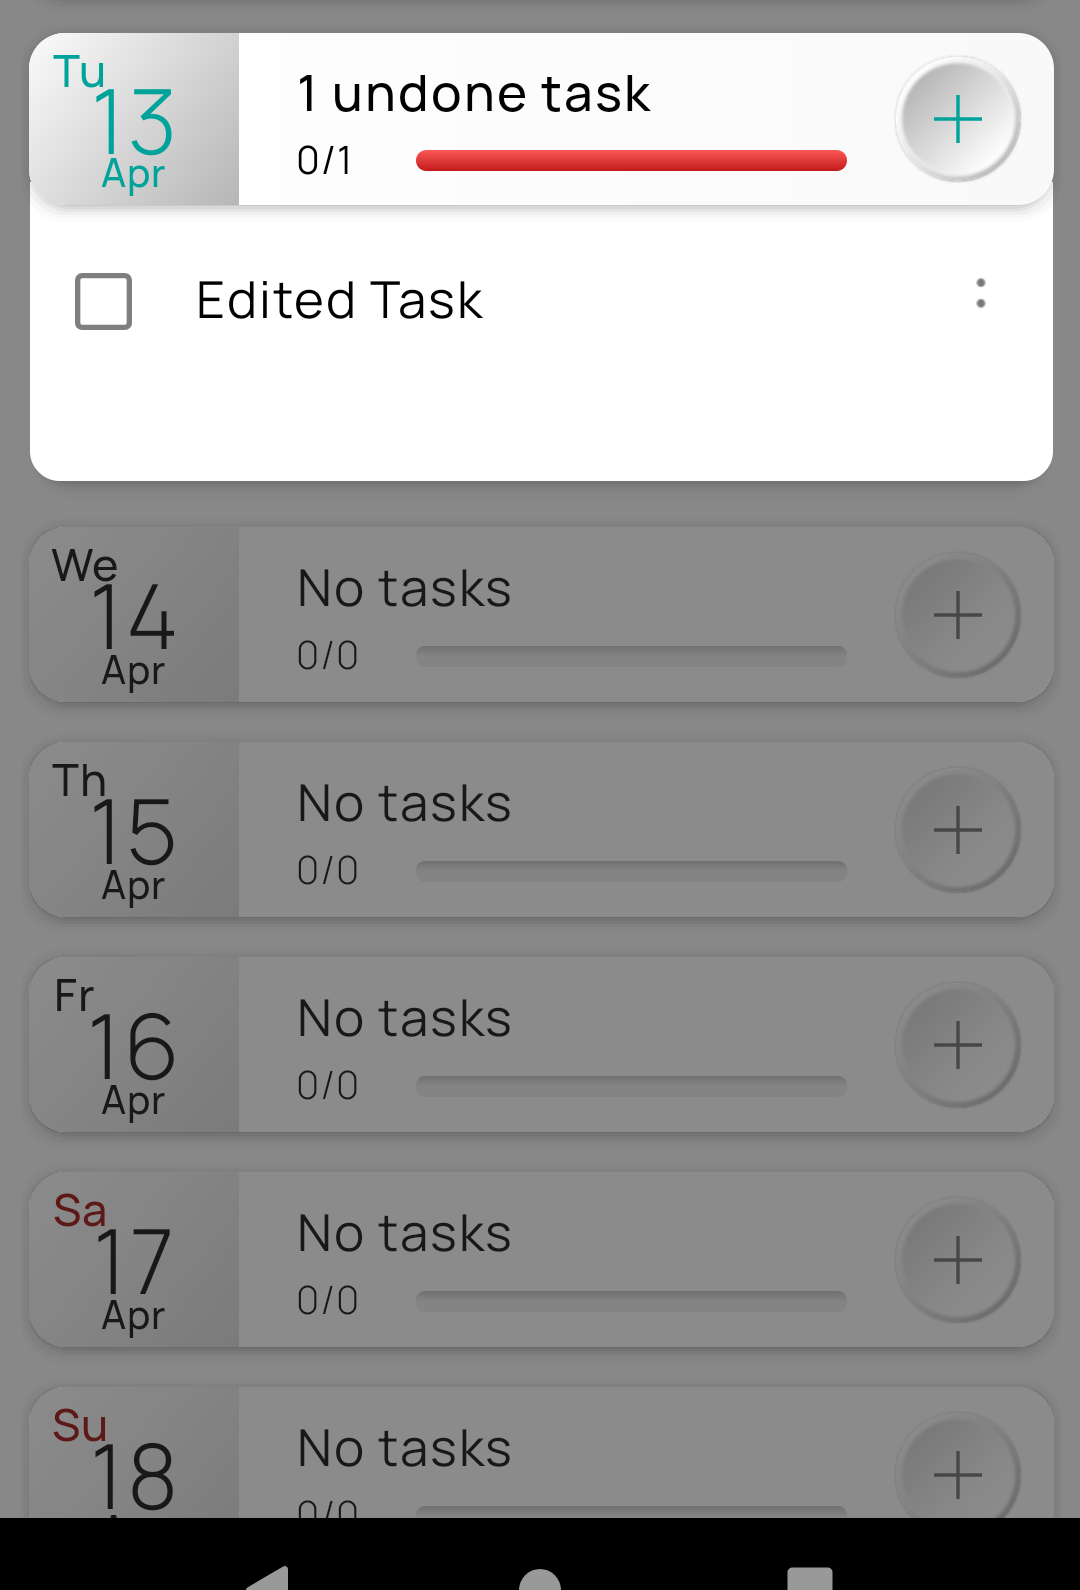 Tu
13
Apr
1 undone task
0/1
Edited Task
We
14
Apr
No tasks
0/0
Th
15
Apr
No tasks
0/0
Fr
16
Apr
No tasks
0/0
Sa
17
Apr
No tasks
0/0
Su
18
No tasks
0/0